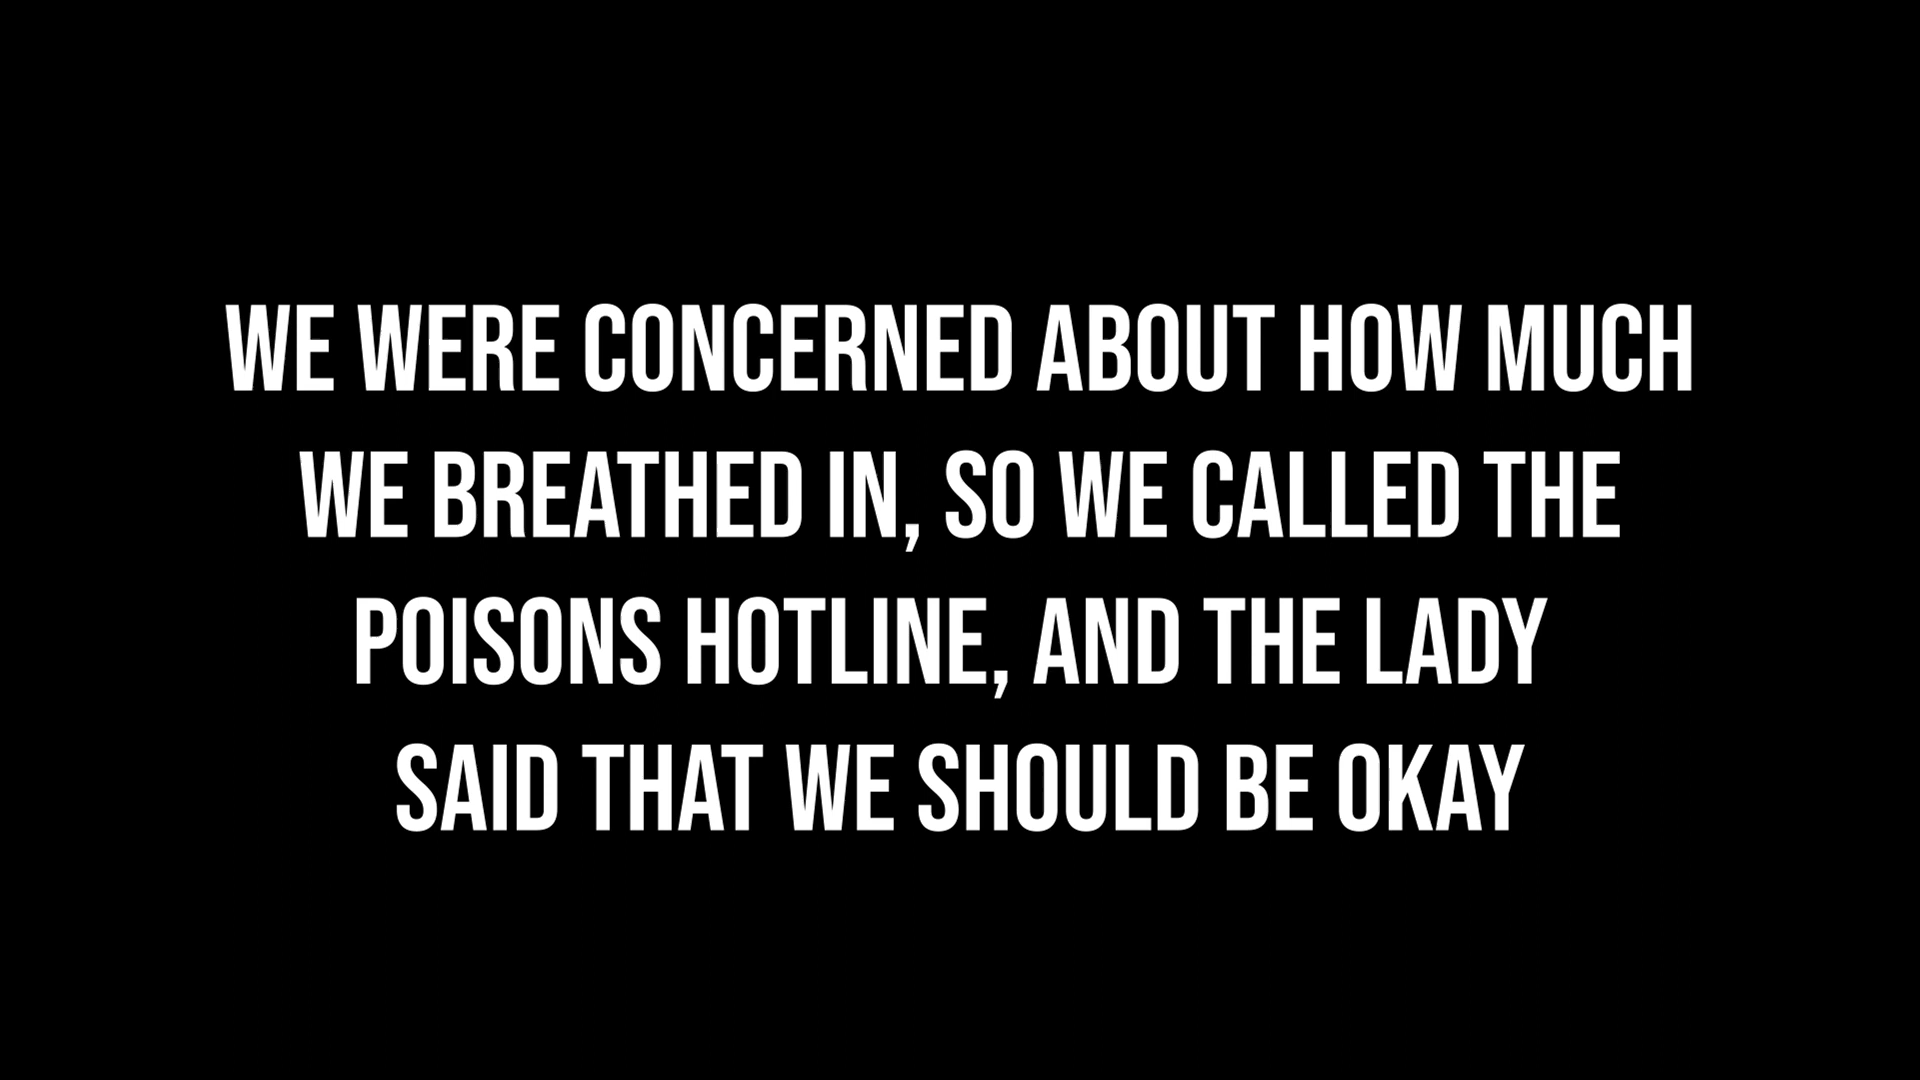 WE WERE CONCERNED ABOUT HOW MUCH
WE BREATHED IN, SO WE CALLED THE
POISONS HOTLINE, AND THE LADY
SAID THAT WE SHOULD BE OKAY